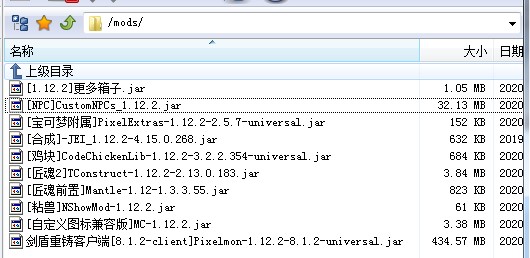 /mods/
名称 大小 日期
上级目录
[1.12.2]更多箱子.jar 1.05 MB 2020
[NPC]CustomNPCs_1.12.2.jar 32.13 MB 2020
[宝可梦附属]PixelExtras-1.12.2-2.5.7-universal.jar 152 KB 2020
[合成]-JEI_1.12.2-4.15.0.268.jar 632 KB 2019
[鸡块]CodeChickenLib-1.12.2-3.2.2.354-universal.jar 684 KB 2020
[匠魂2]TConstruct-1.12.2-2.13.0.183.jar 3.84 MB 2020
[匠魂前置]Mantle-1.12-1.3.3.55.jar 823 KB 2020
[粘兽]NShowMod-1.12.2.jar 61 KB 2020
[自定义图标兼容版]MC-1.12.2.jar 3.38 MB 2020
剑盾重铸客户端[8.1.2-client]Pixelmon-1.12.2-8.1.2-universal.jar 434.57 MB 2020